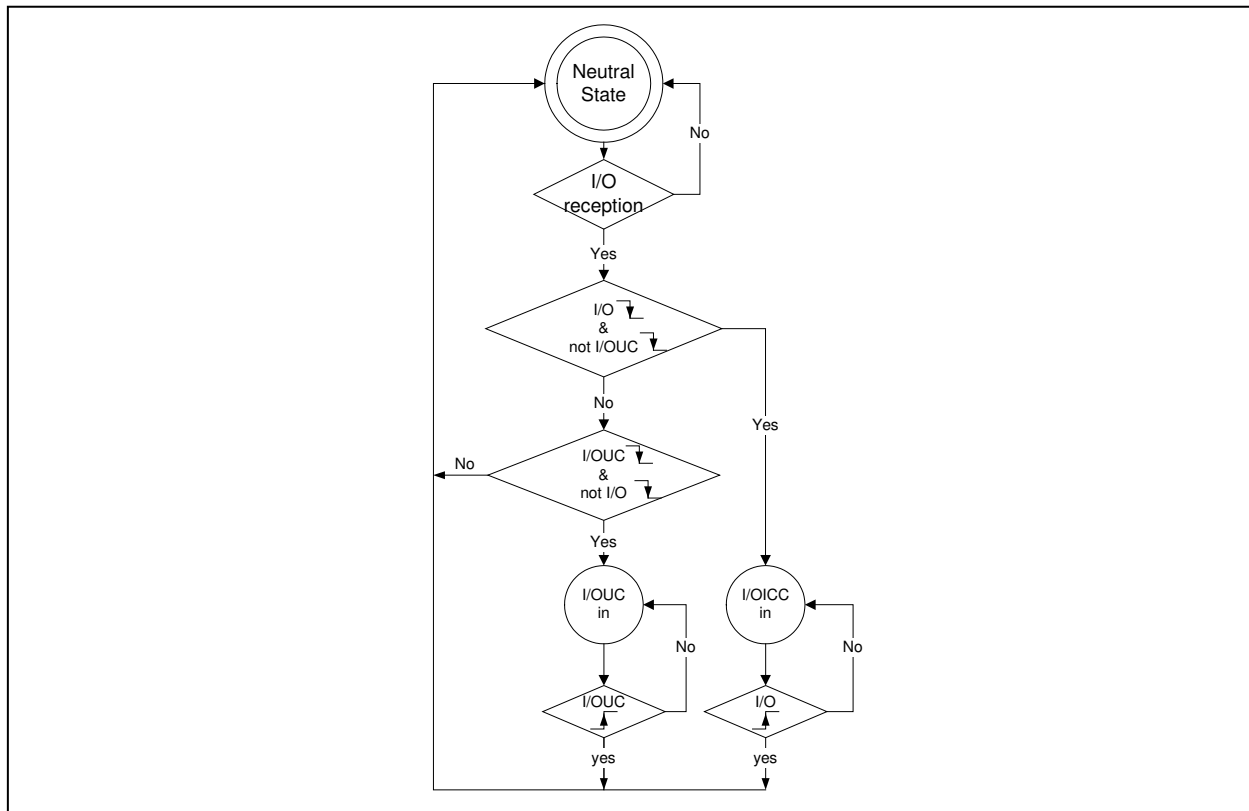 Neutral
State
No
I/O
reception
Yes
I/O
&
not I/OUC
Yes
No
I/OUC
&
not I/O
No
Yes
I/OUC
in
I/OICC
in
No
No
I/OUC
I/O
yes
yes